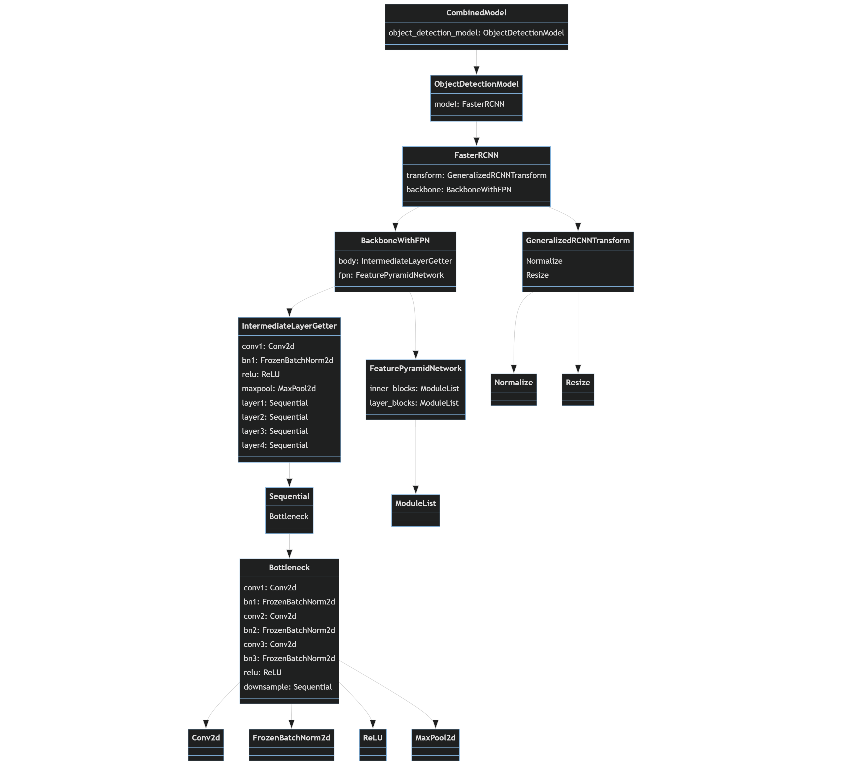 CombinedModel
object_detection_model: ObjectDetectionModel
ObjectDetectionModel
model: FasterRCNN
FasterRCNN
transform: GeneralizedRCNNTransform
backbone: BackboneWithFPN
BackboneWithFPN
body: IntermediateLayerGetter
fpn: FeaturePyramidNetwork
GeneralizedRCNNTransform
Normalize
Resize
IntermediateLayerGetter
conv1: Conv2d
bn1: FrozenBatchNorm2d
relu: ReLU
maxpool: MaxPool2d
layer1: Sequential
layer2: Sequential
layer3: Sequential
layer4: Sequential
FeaturePyramidNetwork
inner_blocks: ModuleList
layer_blocks: ModuleList
Normalize
Resize
Sequential
Bottleneck
ModuleList
Bottleneck
conv1: Conv2d
bn1: FrozenBatchNorm2d
conv2: Conv2d
bn2: FrozenBatchNorm2d
conv3: Conv2d
bn3: FrozenBatchNorm2d
relu: ReLU
downsample: Sequential
Conv2d
FrozenBatchNorm2d
ReLU
MaxPool2d